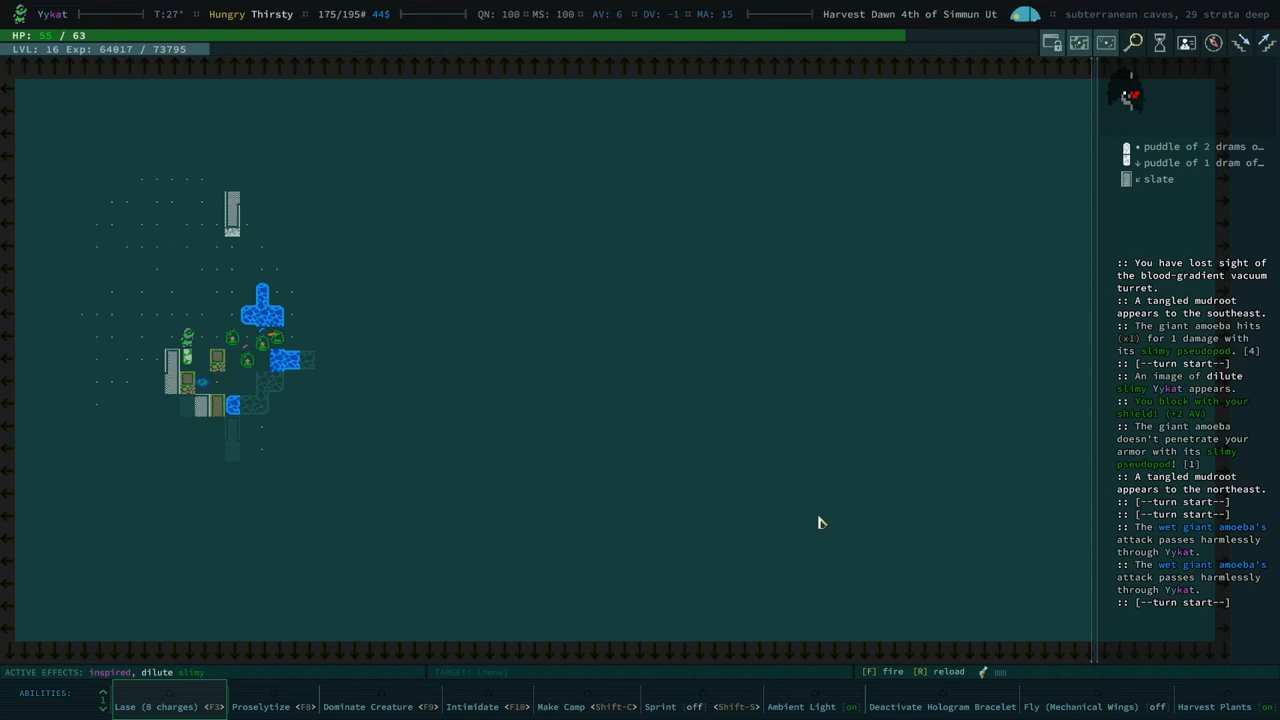 Yykat T:27° Hungry Thirsty 175/195# 44$ QN: 100 MS: 100 AV: 6 DV: -1 MA: 15 Harvest Dawn 4th of Simmun Ut subterranean caves, 29 strata deep
HP: 55 / 63
LVL: 16 Exp: 64017 / 73795
puddle of 2 drams o…
puddle of 1 dram of…
slate
:: You have lost sight of
the blood-gradient vacuum
turret.
:: A tangled mudroot
appears to the southeast.
:: The giant amoeba hits
(x1) for 1 damage with
its slimy pseudopod. [4]
:: [--turn start--]
:: An image of dilute
slimy Yykat appears.
:: You block with your
shield! (+2 AV)
:: The giant amoeba
doesn't penetrate your
armor with its slimy
pseudopod! [1]
:: A tangled mudroot
appears to the northeast.
:: [--turn start--]
:: [--turn start--]
:: The wet giant amoeba's
attack passes harmlessly
through Yykat.
:: The wet giant amoeba's
attack passes harmlessly
through Yykat.
:: [--turn start--]
ACTIVE EFFECTS: inspired, dilute slimy TARGET: [none] [F] fire [R] reload
ABILITIES: 1 Lase (8 charges) <F3> Proselytize <F8> Dominate Creature <F9> Intimidate <F10> Make Camp <Shift-C> Sprint [off] <Shift-S> Ambient Light [on] Deactivate Hologram Bracelet Fly (Mechanical Wings) [off] Harvest Plants [on]